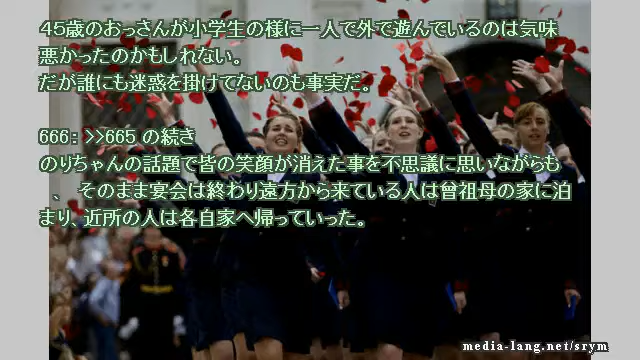 45歳のおっさんが小学生の様に一人で外で遊んでいるのは気味
悪かったのかもしれない。
だが誰にも迷惑を掛けてないのも事実だ。
666: >>665 の続き
のりちゃんの話題で皆の笑顔が消えた事を不思議に思いながらも
、 そのまま宴会は終わり遠方から来ている人は曾祖母の家に泊
まり、近所の人は各自家へ帰っていった。
media-lang.net/srym